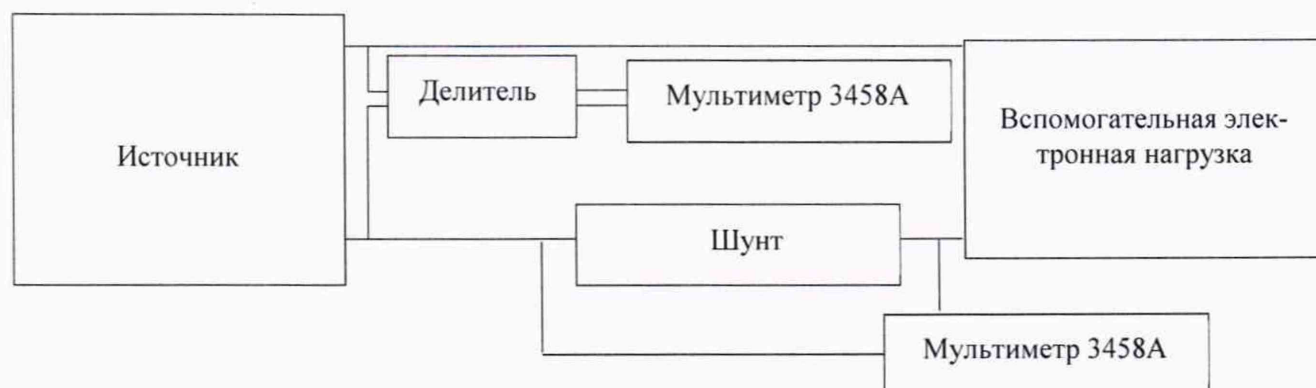 Делитель
Мультиметр 3458А
Вспомогательная элек-
тронная нагрузка
Источник
Шунт
Мультиметр 3458А